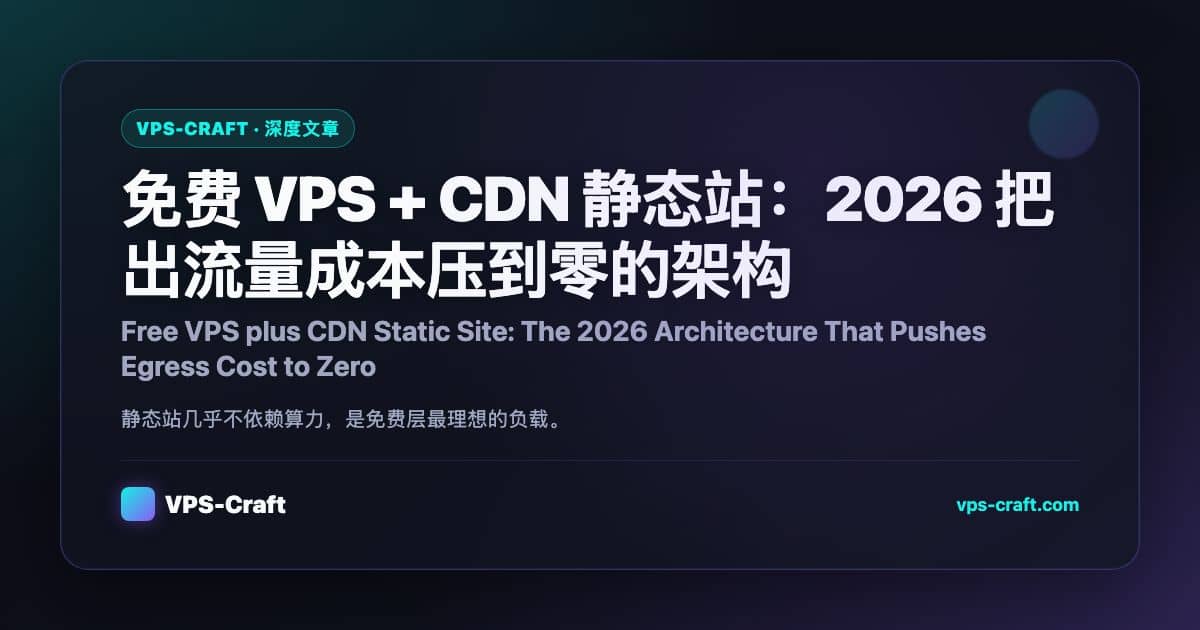 VPS-CRAFT · 深度文章
免费 VPS + CDN 静态站：2026 把
出流量成本压到零的架构
Free VPS plus CDN Static Site: The 2026 Architecture That Pushes
Egress Cost to Zero
静态站几乎不依赖算力，是免费层最理想的负载。
VPS-Craft
vps-craft.com